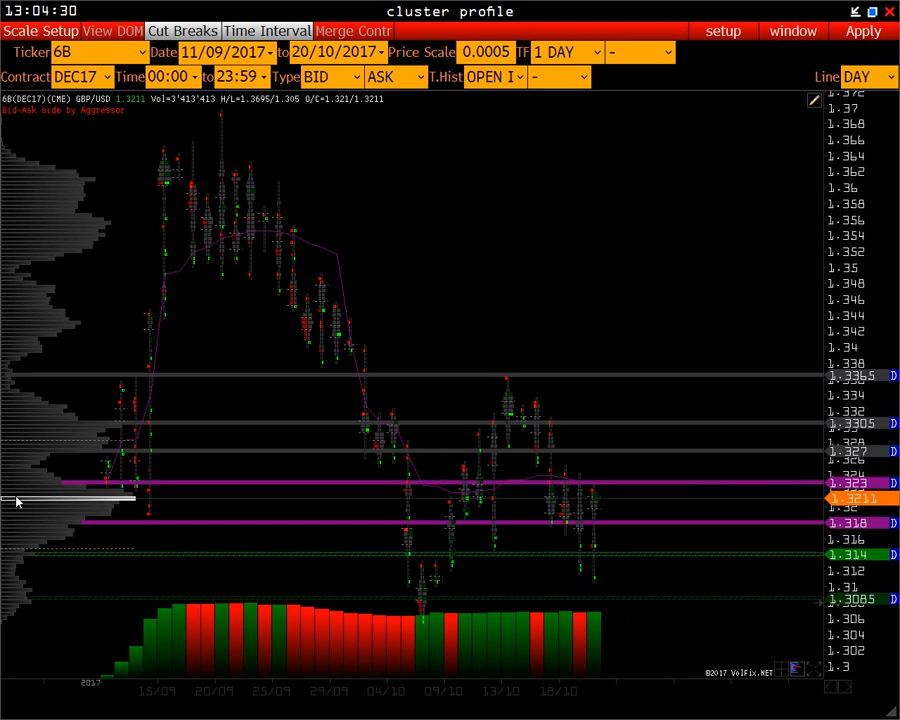 13:04:30 cluster profile
Scale Setup View DOM Cut Breaks Time Interval Merge Contr setup window Apply
Ticker 6B Date 11/09/2017 to 20/10/2017 Price Scale 0.0005 TF 1 DAY -
Contract DEC17 Time 00:00 to 23:59 Type BID ASK T.Hist OPEN I - Line DAY
6B(DEC17)(CME) GBP/USD 1.3211 Vol=3'413'413 H/L=1.3695/1.305 O/C=1.321/1.3211
Bid-Ask side by Aggressor
1.372
1.37
1.368
1.366
1.364
1.362
1.36
1.358
1.356
1.354
1.352
1.35
1.348
1.346
1.344
1.342
1.34
1.338
1.3365 D
1.334
1.332
1.3305 D
1.328
1.327 D
1.326
1.323 D
1.3211
1.32
1.318 D
1.316
1.314 D
1.312
1.31
1.3085 D
1.306
1.304
1.302
1.3
©2017 VolFix.NET
2017
15/09 20/09 25/09 29/09 04/10 09/10 13/10 18/10